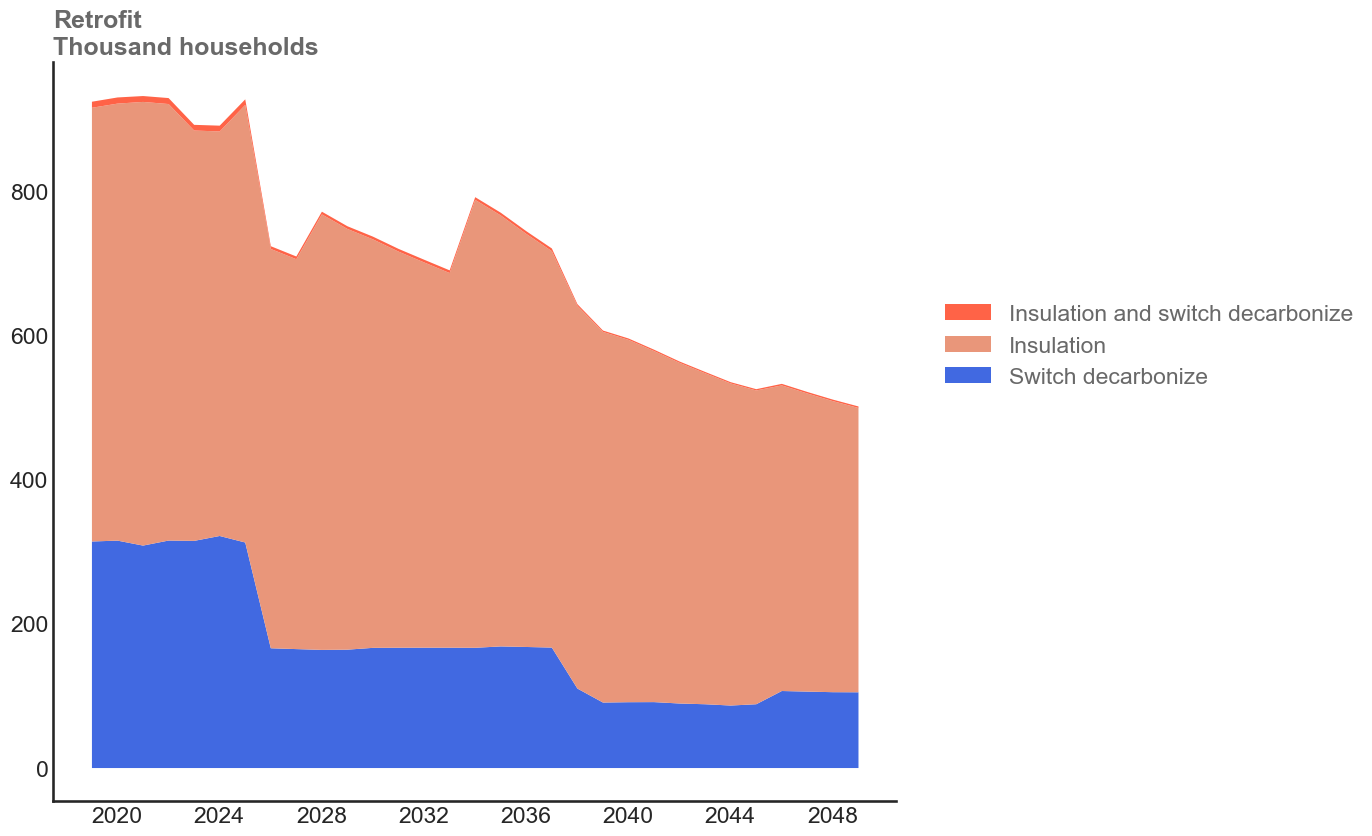 Retrofit
Thousand households
800
600
400
200
0
2020 2024 2028 2032 2036 2040 2044 2048
Insulation and switch decarbonize
Insulation
Switch decarbonize